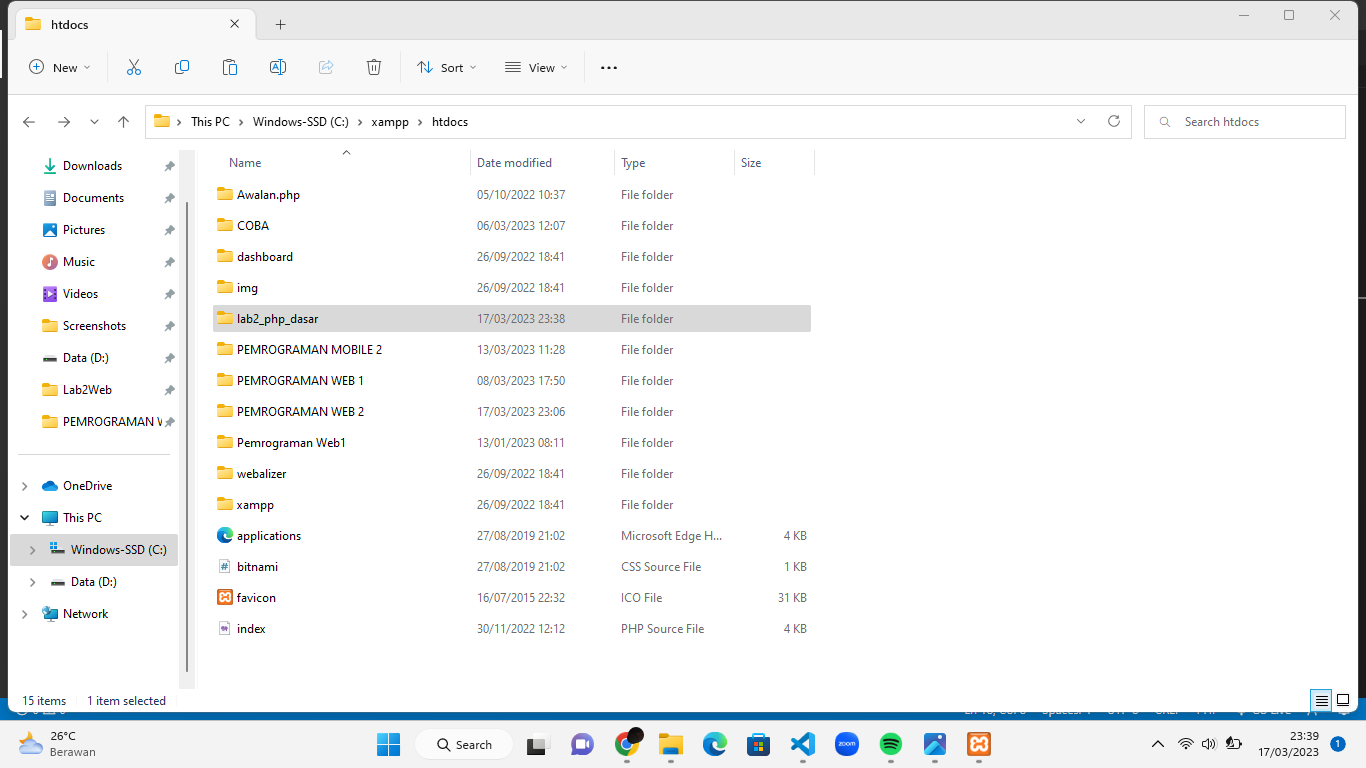 htdocs
New
Sort
View
This PC > Windows-SSD (C:) > xampp > htdocs
Search htdocs
Name Date modified Type Size
Downloads
Documents
Pictures
Music
Videos
Screenshots
Data (D:)
Lab2Web
PEMROGRAMAN W
OneDrive
This PC
Windows-SSD (C:)
Data (D:)
Network
Awalan.php 05/10/2022 10:37 File folder
COBA 06/03/2023 12:07 File folder
dashboard 26/09/2022 18:41 File folder
img 26/09/2022 18:41 File folder
lab2_php_dasar 17/03/2023 23:38 File folder
PEMROGRAMAN MOBILE 2 13/03/2023 11:28 File folder
PEMROGRAMAN WEB 1 08/03/2023 17:50 File folder
PEMROGRAMAN WEB 2 17/03/2023 23:06 File folder
Pemrograman Web1 13/01/2023 08:11 File folder
webalizer 26/09/2022 18:41 File folder
xampp 26/09/2022 18:41 File folder
applications 27/08/2019 21:02 Microsoft Edge H... 4 KB
bitnami 27/08/2019 21:02 CSS Source File 1 KB
favicon 16/07/2015 22:32 ICO File 31 KB
index 30/11/2022 12:12 PHP Source File 4 KB
15 items 1 item selected
26°C
Berawan
Search
zoom
23:39
17/03/2023
1